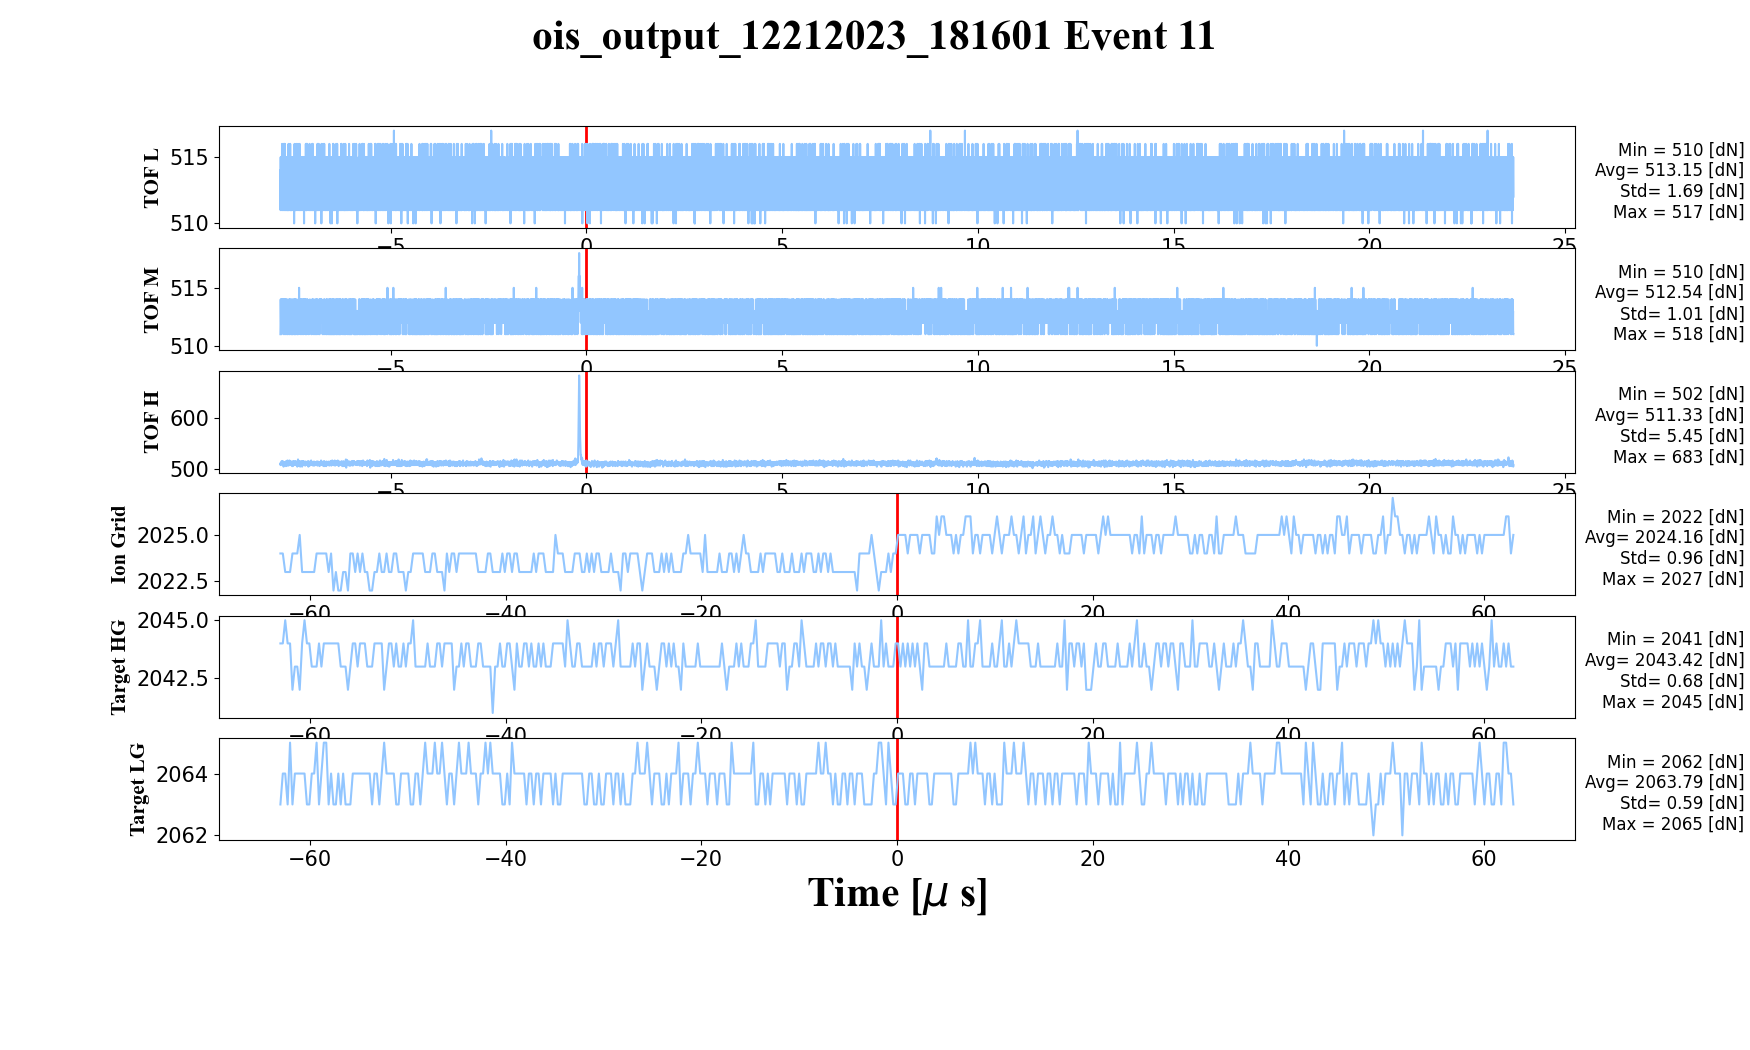 ois_output_12212023_181601 Event 11
TOF L
515
510
−5 0 5 10 15 20 25
Min = 510 [dN]
Avg= 513.15 [dN]
Std= 1.69 [dN]
Max = 517 [dN]
TOF M
515
510
−5 0 5 10 15 20 25
Min = 510 [dN]
Avg= 512.54 [dN]
Std= 1.01 [dN]
Max = 518 [dN]
TOF H
600
500
−5 0 5 10 15 20 25
Min = 502 [dN]
Avg= 511.33 [dN]
Std= 5.45 [dN]
Max = 683 [dN]
Ion Grid
2025.0
2022.5
−60 −40 −20 0 20 40 60
Min = 2022 [dN]
Avg= 2024.16 [dN]
Std= 0.96 [dN]
Max = 2027 [dN]
Target HG
2045.0
2042.5
−60 −40 −20 0 20 40 60
Min = 2041 [dN]
Avg= 2043.42 [dN]
Std= 0.68 [dN]
Max = 2045 [dN]
Target LG
2064
2062
−60 −40 −20 0 20 40 60
Min = 2062 [dN]
Avg= 2063.79 [dN]
Std= 0.59 [dN]
Max = 2065 [dN]
Time [μ s]